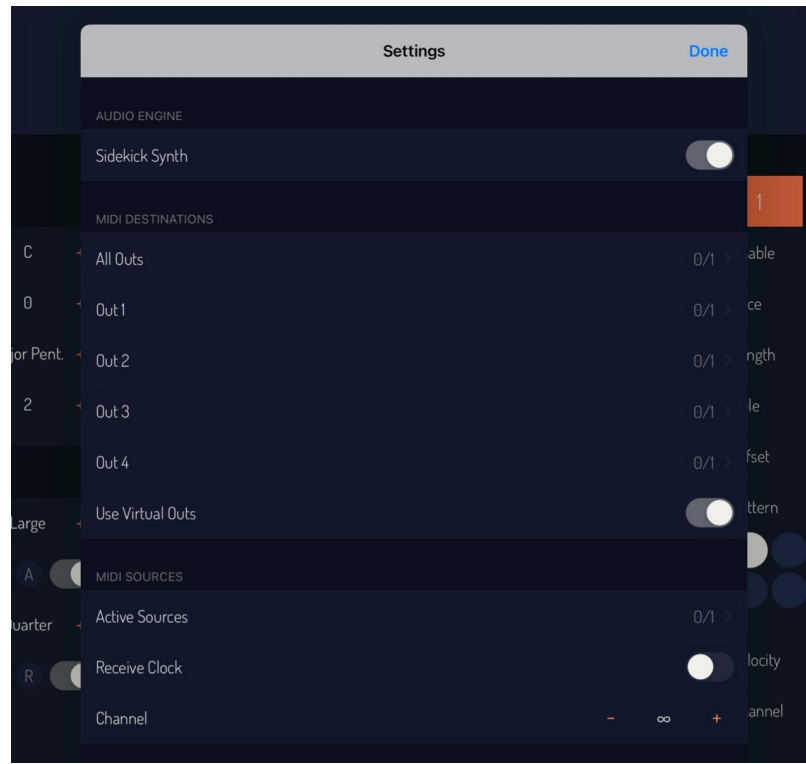 Settings
Done
AUDIO ENGINE
Sidekick Synth
1
MIDI DESTINATIONS
C + All Outs 0/1 > able
0 + Out 1 0/1 > ce
jor Pent. + Out 2 0/1 > ngth
2 + Out 3 0/1 > le
Out 4 0/1 > fset
Large + Use Virtual Outs ttern
A MIDI SOURCES
uarter + Active Sources 0/1 >
R Receive Clock locity
Channel - ∞ + annel